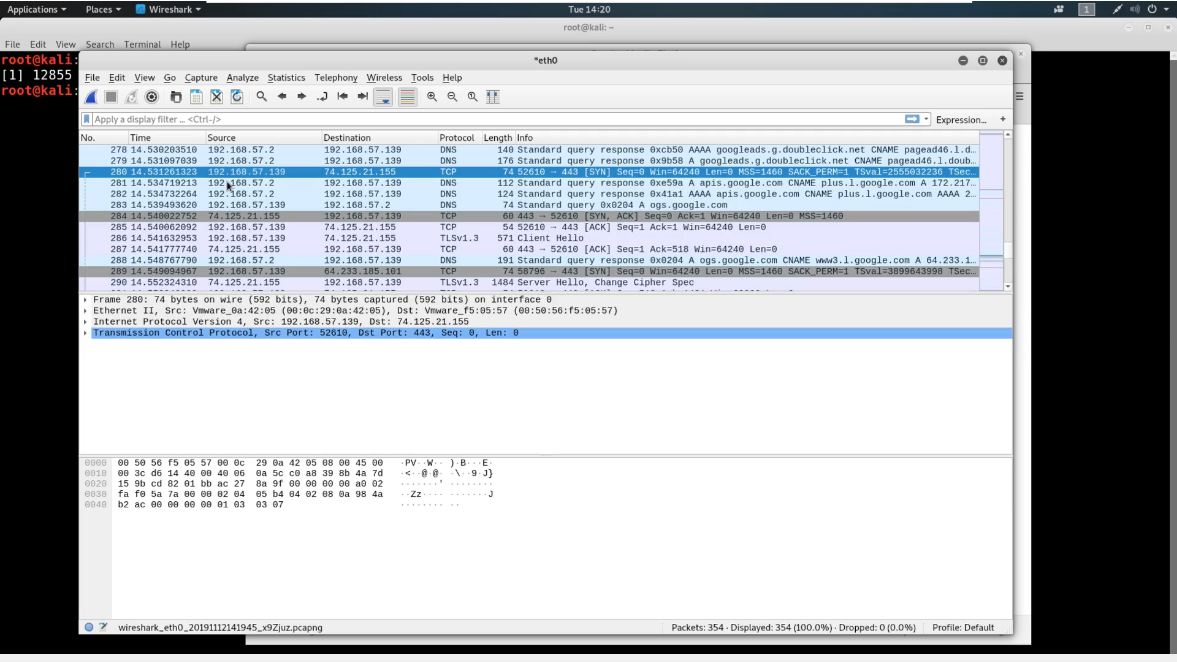 Applications Places Wireshark Tue 14:20 1
root@kali: ~
File Edit View Search Terminal Help
root@kali:
[1] 12855
root@kali:
*eth0
File Edit View Go Capture Analyze Statistics Telephony Wireless Tools Help
Apply a display filter ... <Ctrl-/> Expression... +
No. Time Source Destination Protocol Length Info
278 14.530203510 192.168.57.2 192.168.57.139 DNS 140 Standard query response 0xcb50 AAAA googleads.g.doubleclick.net CNAME pagead46.l.d…
279 14.531097039 192.168.57.2 192.168.57.139 DNS 176 Standard query response 0x9b58 A googleads.g.doubleclick.net CNAME pagead46.l.doub…
280 14.531261323 192.168.57.139 74.125.21.155 TCP 74 52610 → 443 [SYN] Seq=0 Win=64240 Len=0 MSS=1460 SACK_PERM=1 TSval=2555032236 TSec…
281 14.534719213 192.168.57.2 192.168.57.139 DNS 112 Standard query response 0xe59a A apis.google.com CNAME plus.l.google.com A 172.217…
282 14.534732264 192.168.57.2 192.168.57.139 DNS 124 Standard query response 0x41a1 AAAA apis.google.com CNAME plus.l.google.com AAAA 2…
283 14.539493620 192.168.57.139 192.168.57.2 DNS 74 Standard query 0x0204 A ogs.google.com
284 14.540022752 74.125.21.155 192.168.57.139 TCP 60 443 → 52610 [SYN, ACK] Seq=0 Ack=1 Win=64240 Len=0 MSS=1460
285 14.540062092 192.168.57.139 74.125.21.155 TCP 54 52610 → 443 [ACK] Seq=1 Ack=1 Win=64240 Len=0
286 14.541632953 192.168.57.139 74.125.21.155 TLSv1.3 571 Client Hello
287 14.541777740 74.125.21.155 192.168.57.139 TCP 60 443 → 52610 [ACK] Seq=1 Ack=518 Win=64240 Len=0
288 14.548767790 192.168.57.2 192.168.57.139 DNS 191 Standard query response 0x0204 A ogs.google.com CNAME www3.l.google.com A 64.233.1…
289 14.549094967 192.168.57.139 64.233.185.101 TCP 74 58796 → 443 [SYN] Seq=0 Win=64240 Len=0 MSS=1460 SACK_PERM=1 TSval=3899643998 TSec…
290 14.552324310 74.125.21.155 192.168.57.139 TLSv1.3 1484 Server Hello, Change Cipher Spec
Frame 280: 74 bytes on wire (592 bits), 74 bytes captured (592 bits) on interface 0
Ethernet II, Src: Vmware_0a:42:05 (00:0c:29:0a:42:05), Dst: Vmware_f5:05:57 (00:50:56:f5:05:57)
Internet Protocol Version 4, Src: 192.168.57.139, Dst: 74.125.21.155
Transmission Control Protocol, Src Port: 52610, Dst Port: 443, Seq: 0, Len: 0
0000 00 50 56 f5 05 57 00 0c 29 0a 42 05 08 00 45 00 ·PV··W·· )·B···E·
0010 00 3c d6 14 40 00 40 06 0a 5c c0 a8 39 8b 4a 7d ·<··@·@· ·\··9·J}
0020 15 9b cd 82 01 bb ac 27 8a 9f 00 00 00 00 a0 02 ·······' ········
0030 fa f0 5a 7a 00 00 02 04 05 b4 04 02 08 0a 98 4a ··Zz···· ·······J
0040 b2 ac 00 00 00 00 01 03 03 07 ········ ··
wireshark_eth0_20191112141945_x9Zjuz.pcapng Packets: 354 · Displayed: 354 (100.0%) · Dropped: 0 (0.0%) Profile: Default